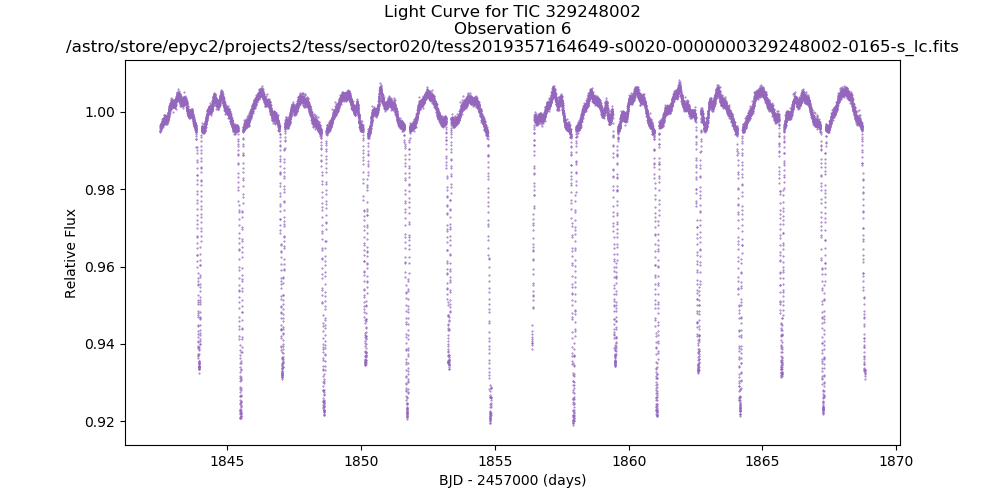 Light Curve for TIC 329248002
Observation 6
/astro/store/epyc2/projects2/tess/sector020/tess2019357164649-s0020-0000000329248002-0165-s_lc.fits
1.00
0.98
0.96
0.94
0.92
Relative Flux
1845
1850
1855
1860
1865
1870
BJD - 2457000 (days)